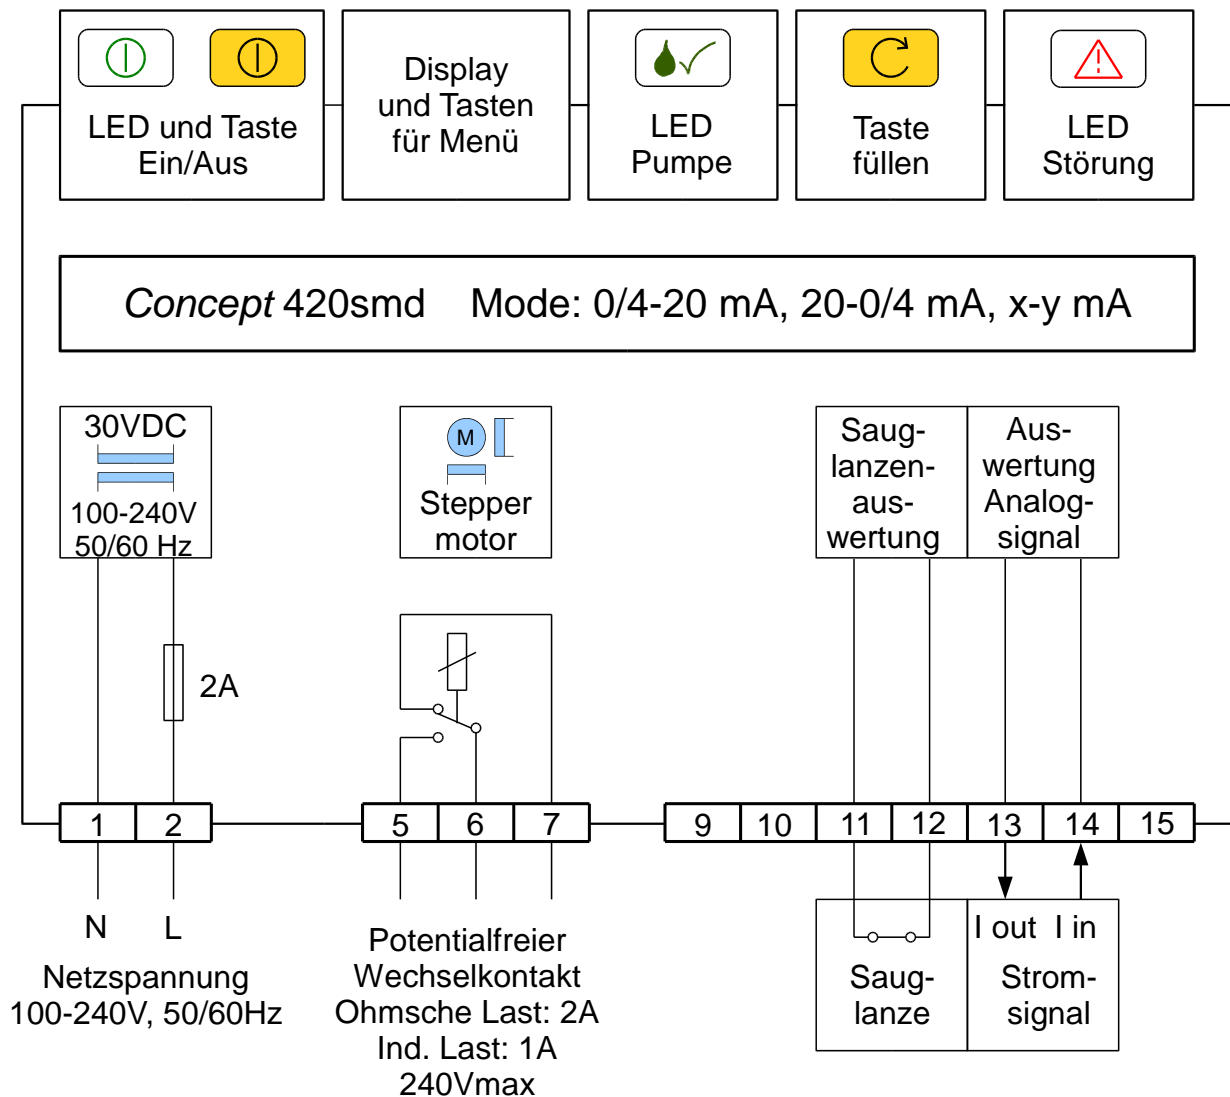 LED und Taste
Ein/Aus
Display
und Tasten
für Menü
LED
Pumpe
Taste
füllen
LED
Störung
Concept 420smd Mode: 0/4-20 mA, 20-0/4 mA, x-y mA
30VDC
100-240V
50/60 Hz
M
Stepper
motor
Saug-
lanzen-
aus-
wertung
Aus-
wertung
Analog-
signal
2A
1 2 5 6 7 9 10 11 12 13 14 15
N L
Netzspannung
100-240V, 50/60Hz
Potentialfreier
Wechselkontakt
Ohmsche Last: 2A
Ind. Last: 1A
240Vmax
Saug-
lanze
I out I in
Strom-
signal